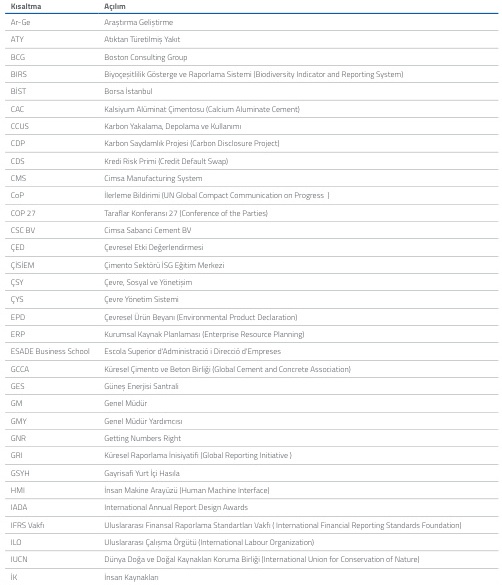 Kısaltma Açılım
Ar-Ge Araştırma Geliştirme
ATY Atıktan Türetilmiş Yakıt
BCG Boston Consulting Group
BIRS Biyoçeşitlilik Gösterge ve Raporlama Sistemi (Biodiversity Indicator and Reporting System)
BİST Borsa İstanbul
CAC Kalsiyum Alüminat Çimentosu (Calcium Aluminate Cement)
CCUS Karbon Yakalama, Depolama ve Kullanımı
CDP Karbon Saydamlık Projesi (Carbon Disclosure Project)
CDS Kredi Risk Primi (Credit Default Swap)
CMS Cimsa Manufacturing System
CoP İlerleme Bildirimi (UN Global Compact Communication on Progress )
COP 27 Taraflar Konferansı 27 (Conference of the Parties)
CSC BV Cimsa Sabanci Cement BV
ÇED Çevresel Etki Değerlendirmesi
ÇİSİEM Çimento Sektörü İSG Eğitim Merkezi
ÇSY Çevre, Sosyal ve Yönetişim
ÇYS Çevre Yönetim Sistemi
EPD Çevresel Ürün Beyanı (Environmental Product Declaration)
ERP Kurumsal Kaynak Planlaması (Enterprise Resource Planning)
ESADE Business School Escola Superior d'Administració i Direcció d'Empreses
GCCA Küresel Çimento ve Beton Birliği (Global Cement and Concrete Association)
GES Güneş Enerjisi Santrali
GM Genel Müdür
GMY Genel Müdür Yardımcısı
GNR Getting Numbers Right
GRI Küresel Raporlama İnisiyatifi (Global Reporting Initiative )
GSYH Gayrisafi Yurt İçi Hasıla
HMI İnsan Makine Arayüzü (Human Machine Interface)
IADA International Annual Report Design Awards
IFRS Vakfı Uluslararası Finansal Raporlama Standartları Vakfı ( International Financial Reporting Standards Foundation)
ILO Uluslararası Çalışma Örgütü (International Labour Organization)
IUCN Dünya Doğa ve Doğal Kaynakları Koruma Birliği (International Union for Conservation of Nature)
İK İnsan Kaynakları